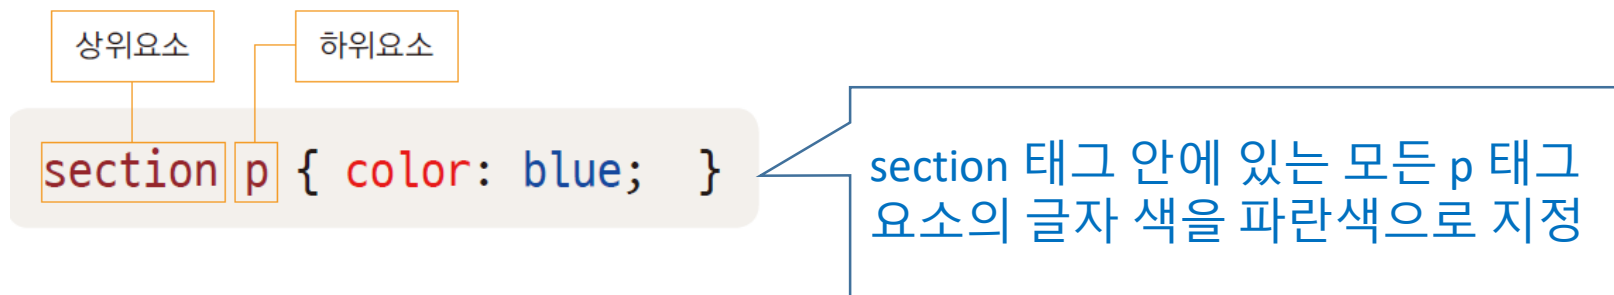 상위요소
하위요소
section p { color: blue; }
section 태그 안에 있는 모든 p 태그
요소의 글자 색을 파란색으로 지정